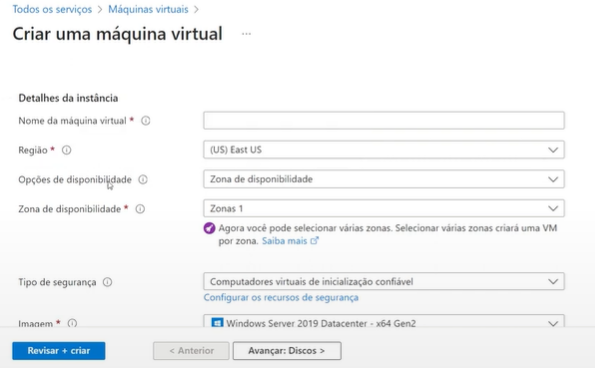 Todos os serviços > Máquinas virtuais >
Criar uma máquina virtual ...
Detalhes da instância
Nome da máquina virtual *
Região *
(US) East US
Opções de disponibilidade
Zona de disponibilidade
Zona de disponibilidade *
Zonas 1
Agora você pode selecionar várias zonas. Selecionar várias zonas criará uma VM
por zona. Saiba mais
Tipo de segurança
Computadores virtuais de inicialização confiável
Configurar os recursos de segurança
Imagem *
Windows Server 2019 Datacenter - x64 Gen2
Revisar + criar
< Anterior
Avançar: Discos >